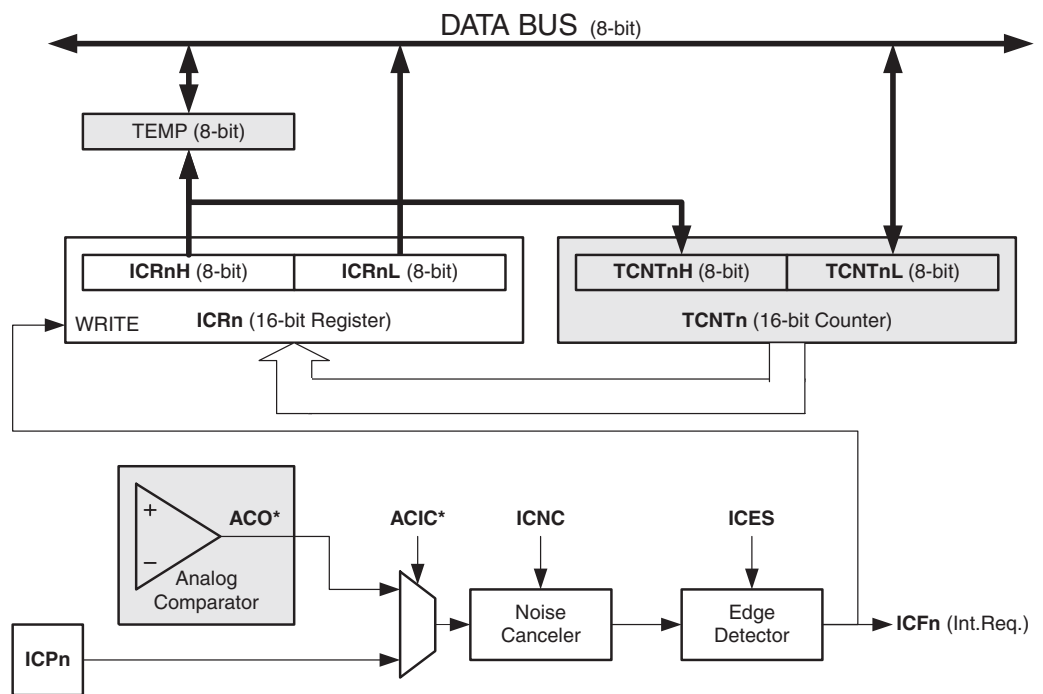 DATA BUS (8-bit)
TEMP (8-bit)
ICRnH (8-bit)
ICRnL (8-bit)
TCNTnH (8-bit)
TCNTnL (8-bit)
WRITE
ICRn (16-bit Register)
TCNTn (16-bit Counter)
+
−
ACO*
Analog
Comparator
ACIC*
ICNC
ICES
Noise
Canceler
Edge
Detector
ICFn (Int.Req.)
ICPn